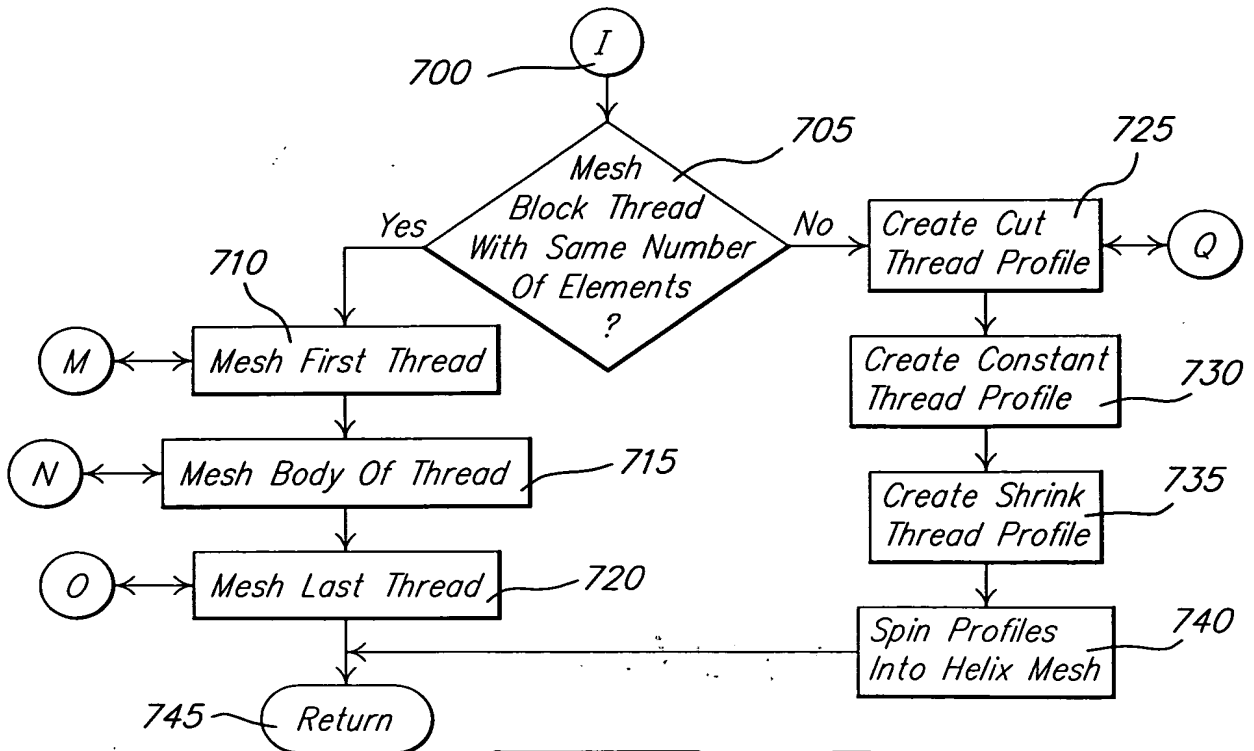 I
700
705
Mesh
Block Thread
With Same Number
Of Elements
?
Yes
No
725
Create Cut
Thread Profile
Q
710
M
Mesh First Thread
Create Constant
Thread Profile
730
N
Mesh Body Of Thread
715
Create Shrink
Thread Profile
735
O
Mesh Last Thread
720
Spin Profiles
Into Helix Mesh
740
745
Return